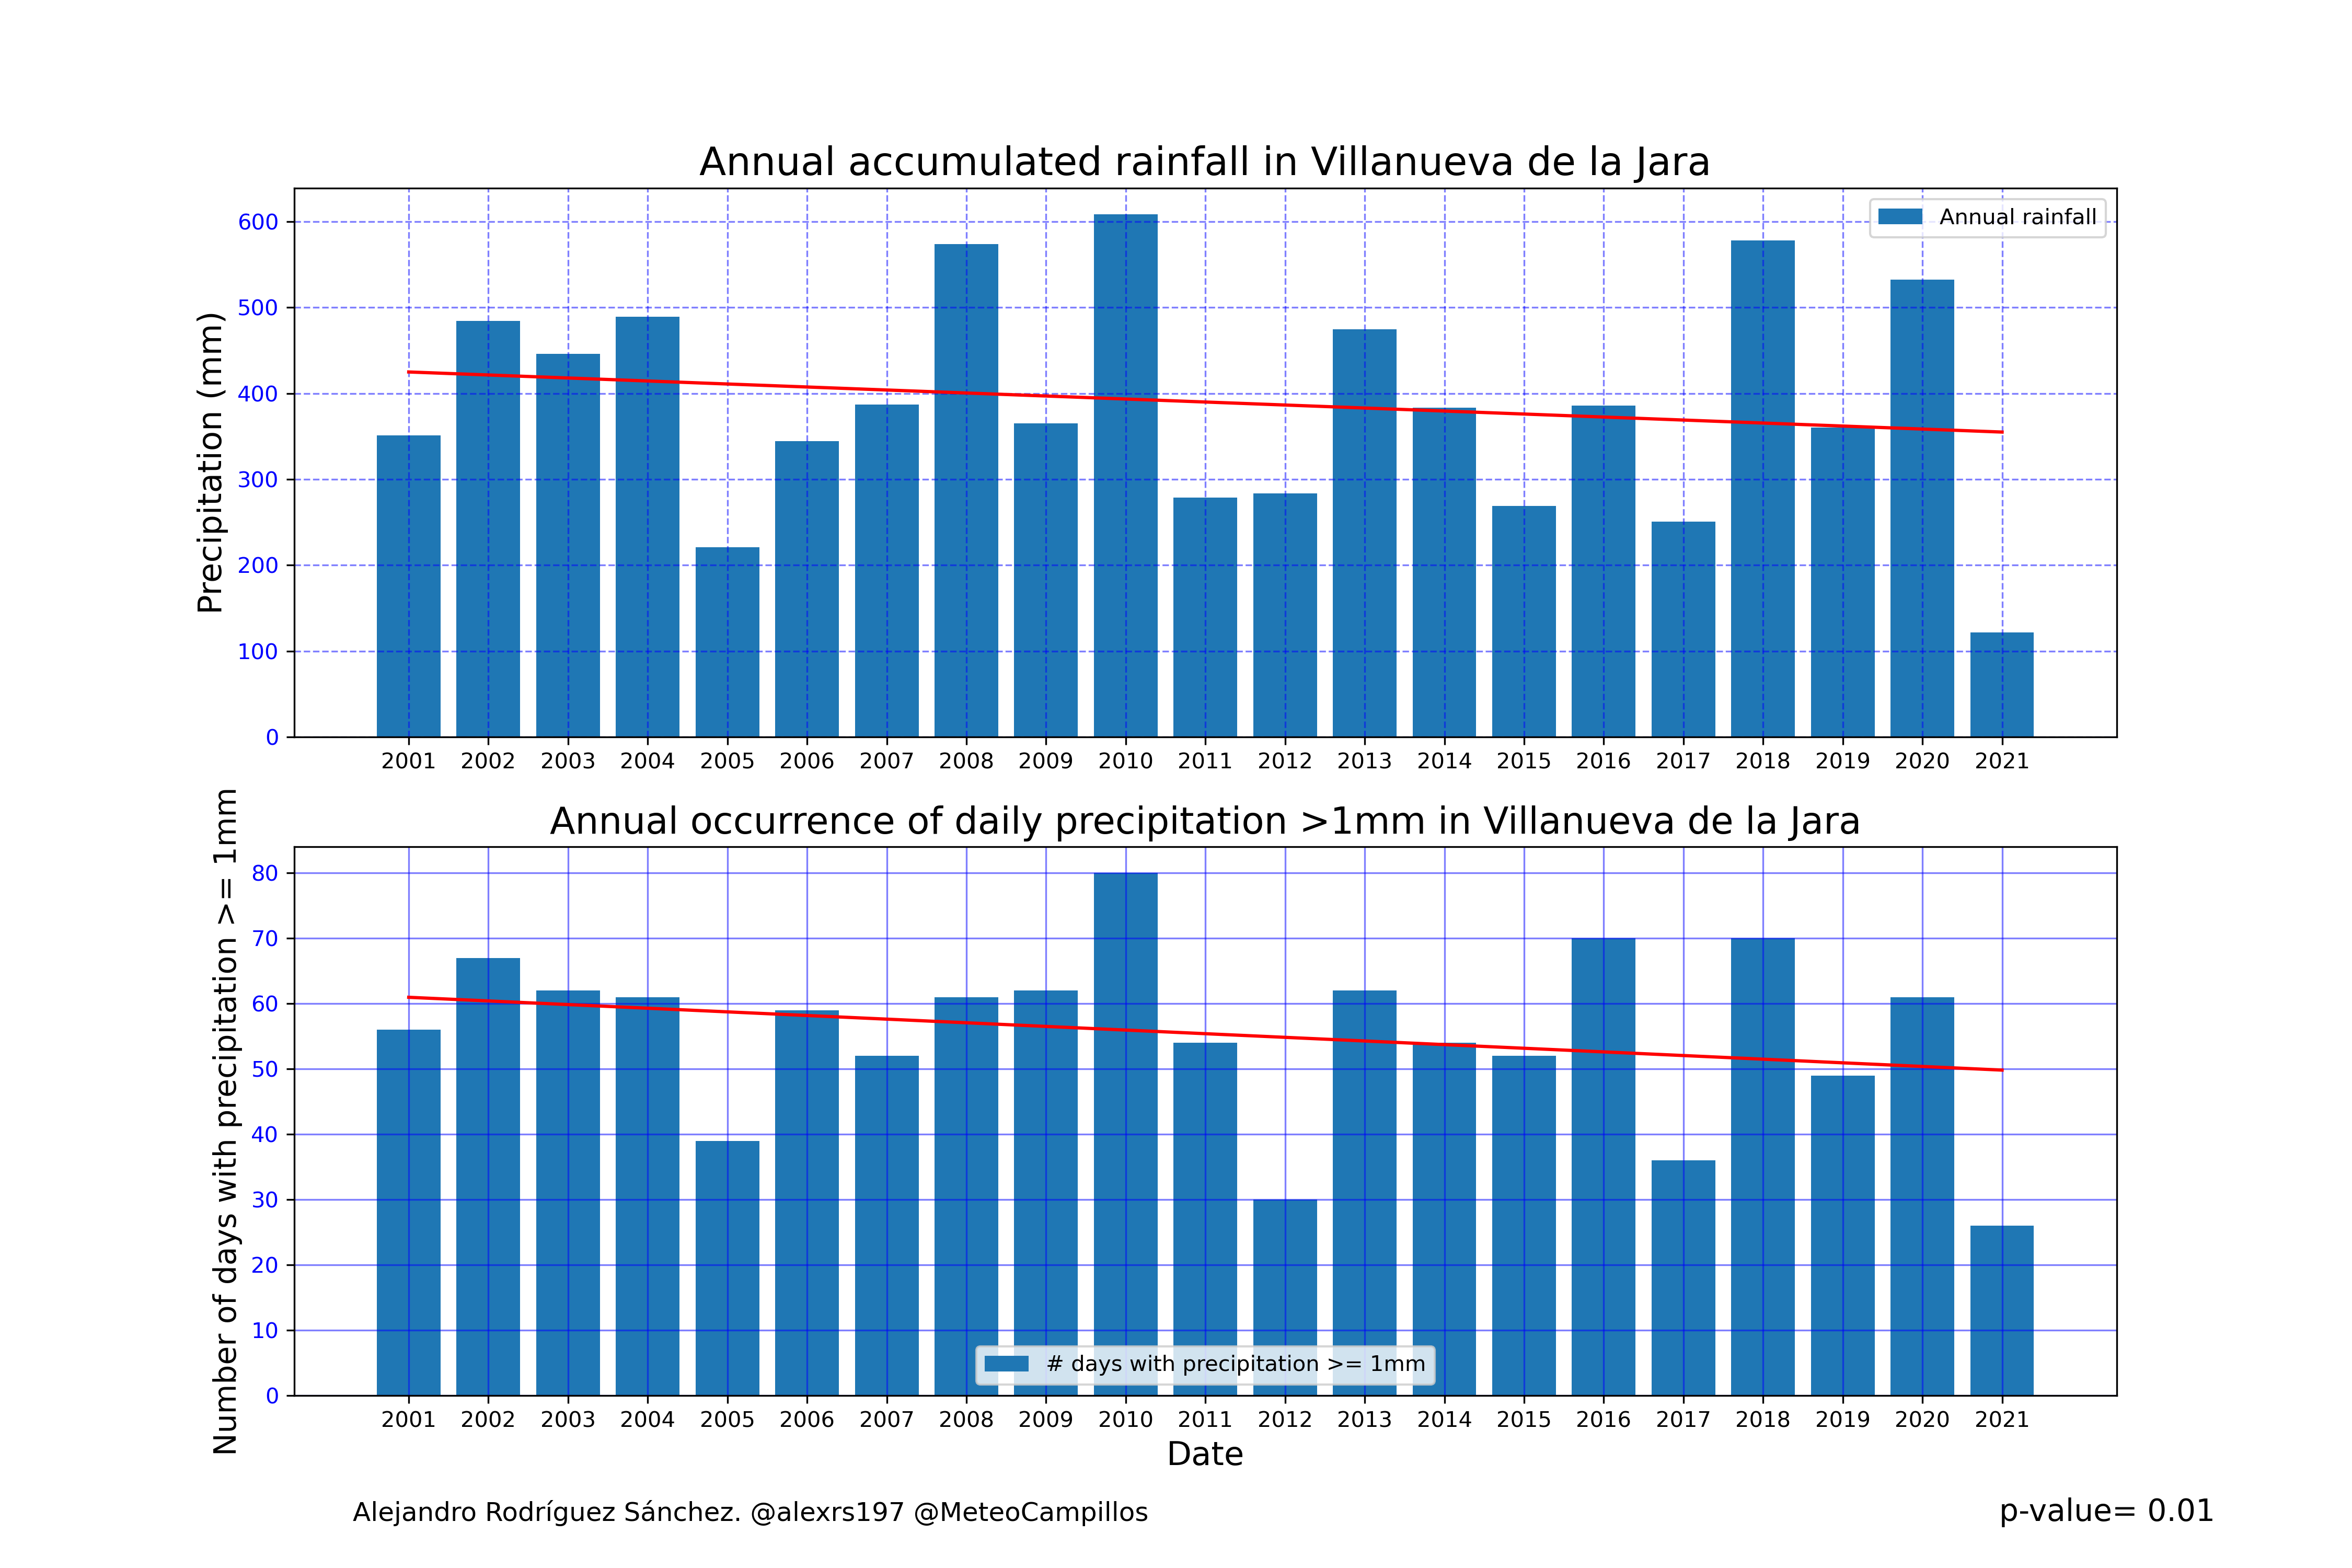 Annual accumulated rainfall in Villanueva de la Jara
Precipitation (mm)
600
500
400
300
200
100
0
Annual rainfall
2001 2002 2003 2004 2005 2006 2007 2008 2009 2010 2011 2012 2013 2014 2015 2016 2017 2018 2019 2020 2021
Annual occurrence of daily precipitation >1mm in Villanueva de la Jara
Number of days with precipitation >= 1mm
80
70
60
50
40
30
20
10
0
# days with precipitation >= 1mm
2001 2002 2003 2004 2005 2006 2007 2008 2009 2010 2011 2012 2013 2014 2015 2016 2017 2018 2019 2020 2021
Date
Alejandro Rodríguez Sánchez. @alexrs197 @MeteoCampillos
p-value= 0.01